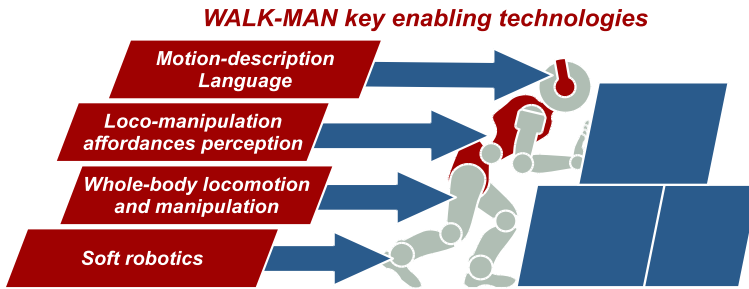 WALK-MAN key enabling technologies
Motion-description
Language
Loco-manipulation
affordances perception
Whole-body locomotion
and manipulation
Soft robotics